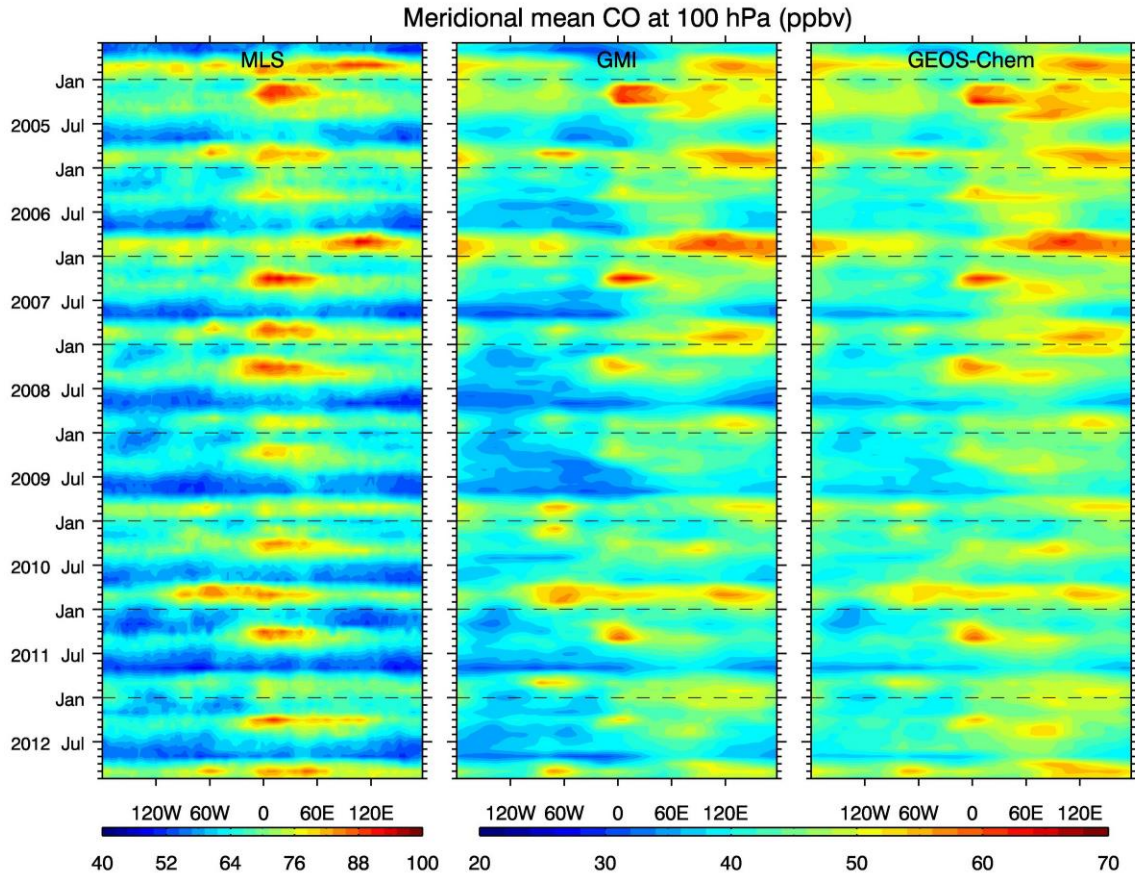 Meridional mean CO at 100 hPa (ppbv)
MLS GMI GEOS-Chem
Jan
2005 Jul
Jan
2006 Jul
Jan
2007 Jul
Jan
2008 Jul
Jan
2009 Jul
Jan
2010 Jul
Jan
2011 Jul
Jan
2012 Jul
120W 60W 0 60E 120E 120W 60W 0 60E 120E 120W 60W 0 60E 120E
40 52 64 76 88 100 20 30 40 50 60 70